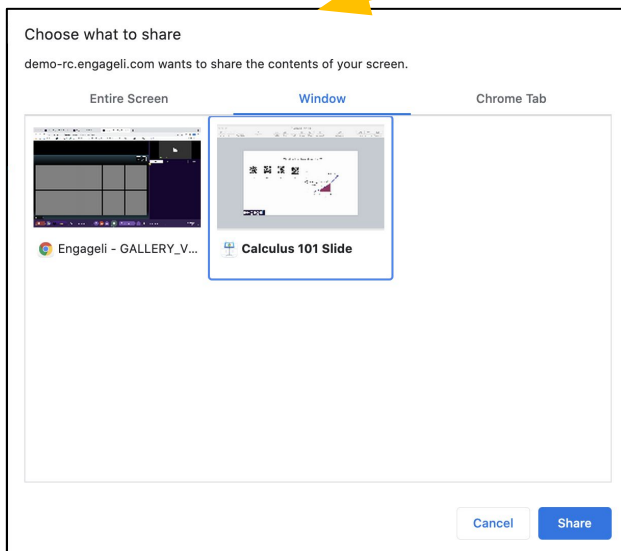 Choose what to share
demo-rc.engageli.com wants to share the contents of your screen.
Entire Screen
Window
Chrome Tab
Engageli - GALLERY_V...
Calculus 101 Slide
Cancel
Share